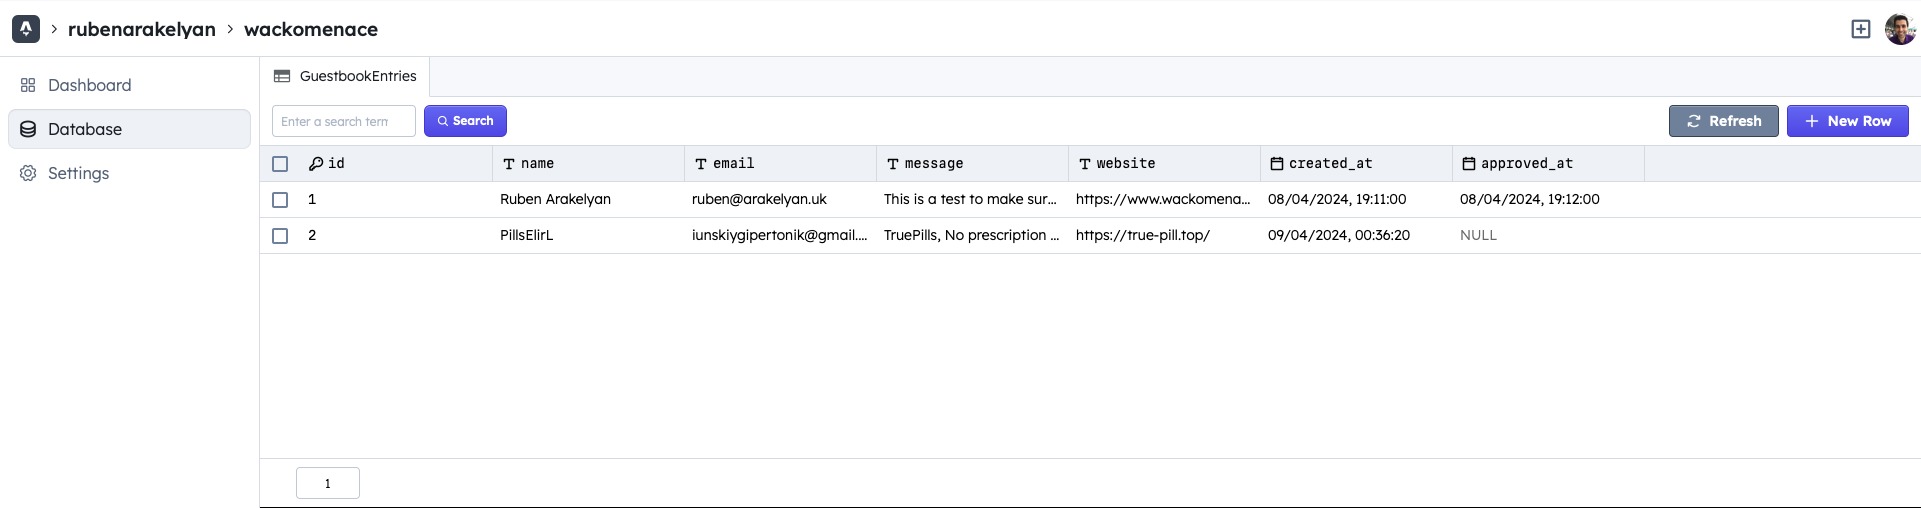 rubenarakelyan > wackomenace
Dashboard
Database
Settings
GuestbookEntries
Enter a search term
Search
Refresh
New Row
id name email message website created_at approved_at
1 Ruben Arakelyan ruben@arakelyan.uk This is a test to make sur... https://www.wackomena... 08/04/2024, 19:11:00 08/04/2024, 19:12:00
2 PillsElirL iunskiygipertonik@gmail.... TruePills, No prescription ... https://true-pill.top/ 09/04/2024, 00:36:20 NULL
1